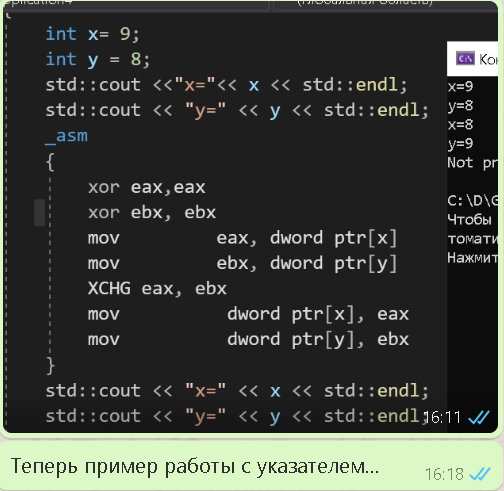 (Глобальная область)
int x= 9;
int y = 8;
std::cout <<"x="<< x << std::endl;
std::cout << "y=" << y << std::endl;
_asm
{
xor eax,eax
xor ebx, ebx
mov eax, dword ptr[x]
mov ebx, dword ptr[y]
XCHG eax, ebx
mov dword ptr[x], eax
mov dword ptr[y], ebx
}
std::cout << "x=" << x << std::endl;
std::cout << "y=" << y << std::endl;
16:11
x=9
y=8
x=8
y=9
Not
C:\D\
Чтобы
томати
Нажмит
Теперь пример работы с указателем...
16:18